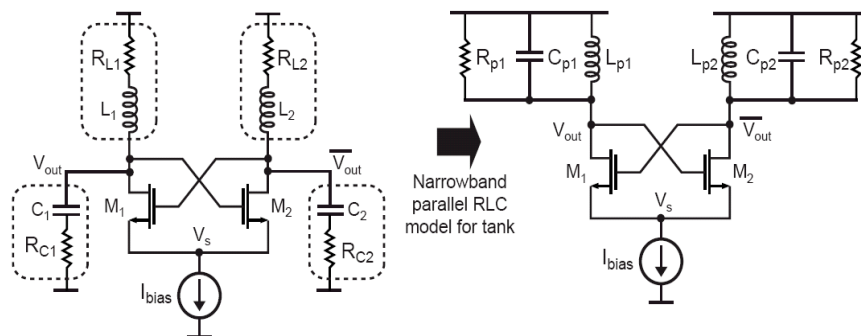 R_L1
R_L2
L_1
L_2
V_out
V̅_out
C_1
M_1
M_2
C_2
R_C1
V_s
R_C2
I_bias
Narrowband
parallel RLC
model for tank
R_p1
C_p1
L_p1
L_p2
C_p2
R_p2
V_out
V̅_out
M_1
M_2
V_s
I_bias